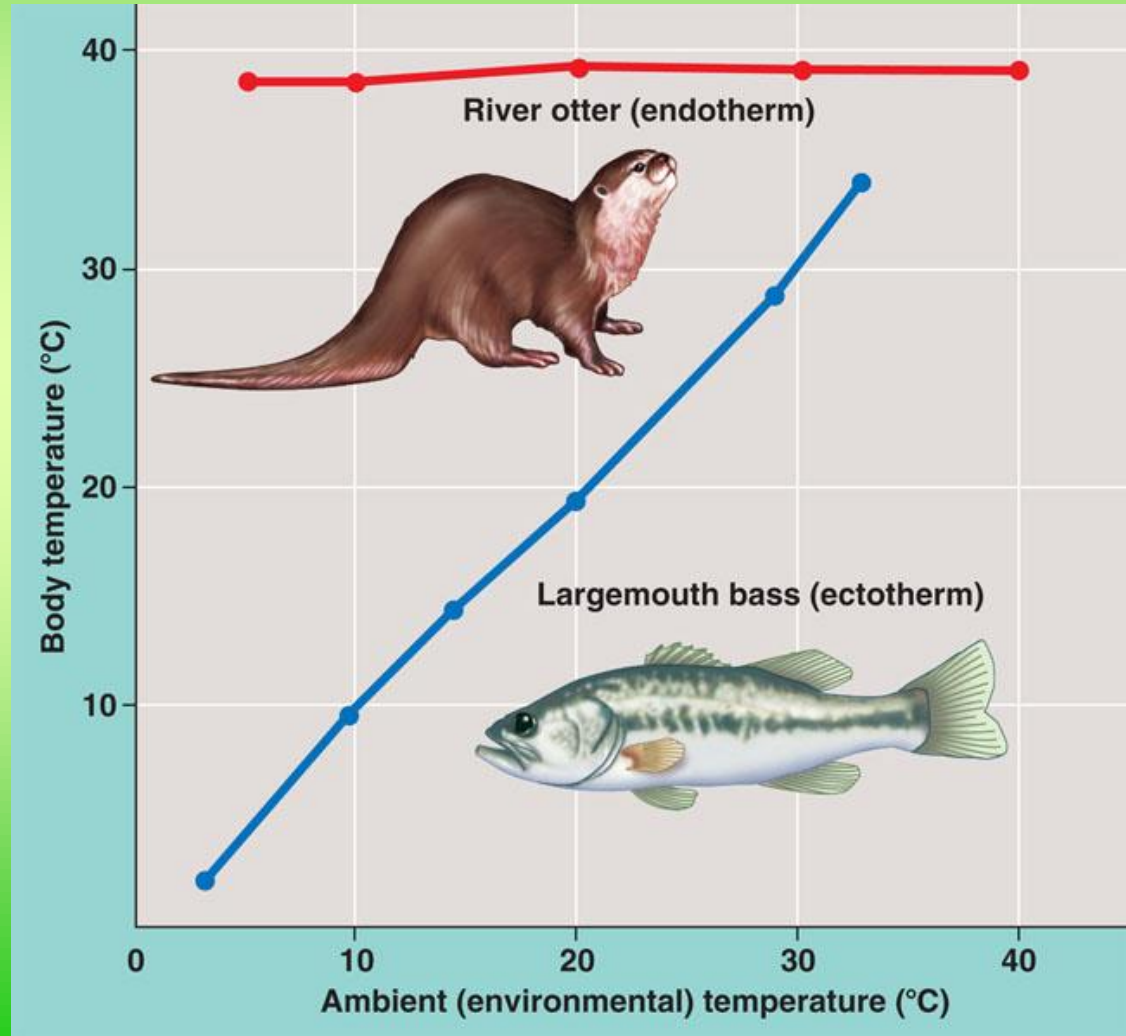 40
River otter (endotherm)
30
Body temperature (°C)
20
Largemouth bass (ectotherm)
10
0 10 20 30 40
Ambient (environmental) temperature (°C)